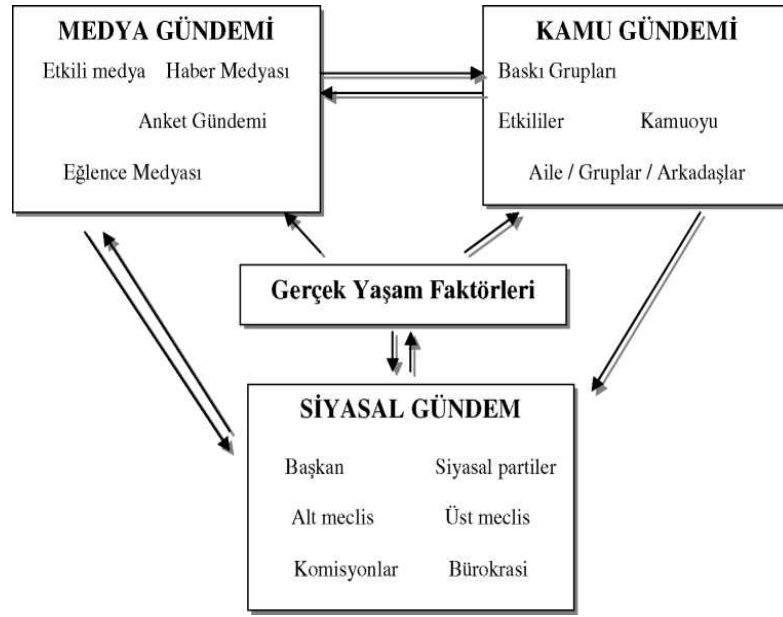 MEDYA GÜNDEMİ
Etkili medya Haber Medyası
Anket Gündemi
Eğlence Medyası
KAMU GÜNDEMİ
Baskı Grupları
Etkililer Kamuoyu
Aile / Gruplar / Arkadaşlar
Gerçek Yaşam Faktörleri
SİYASAL GÜNDEM
Başkan Siyasal partiler
Alt meclis Üst meclis
Komisyonlar Bürokrasi